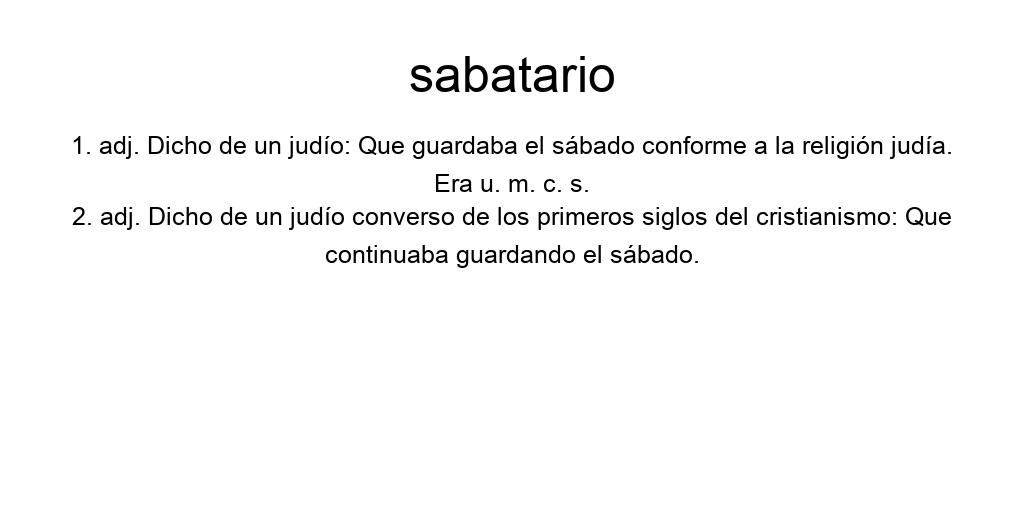 sabatario
1. adj. Dicho de un judío: Que guardaba el sábado conforme a la religión judía.
Era u. m. c. s.
2. adj. Dicho de un judío converso de los primeros siglos del cristianismo: Que
continuaba guardando el sábado.